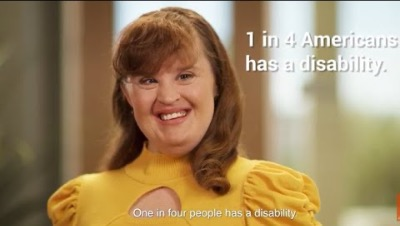 1 in 4 Americans
has a disability.
One in four people has a disability.